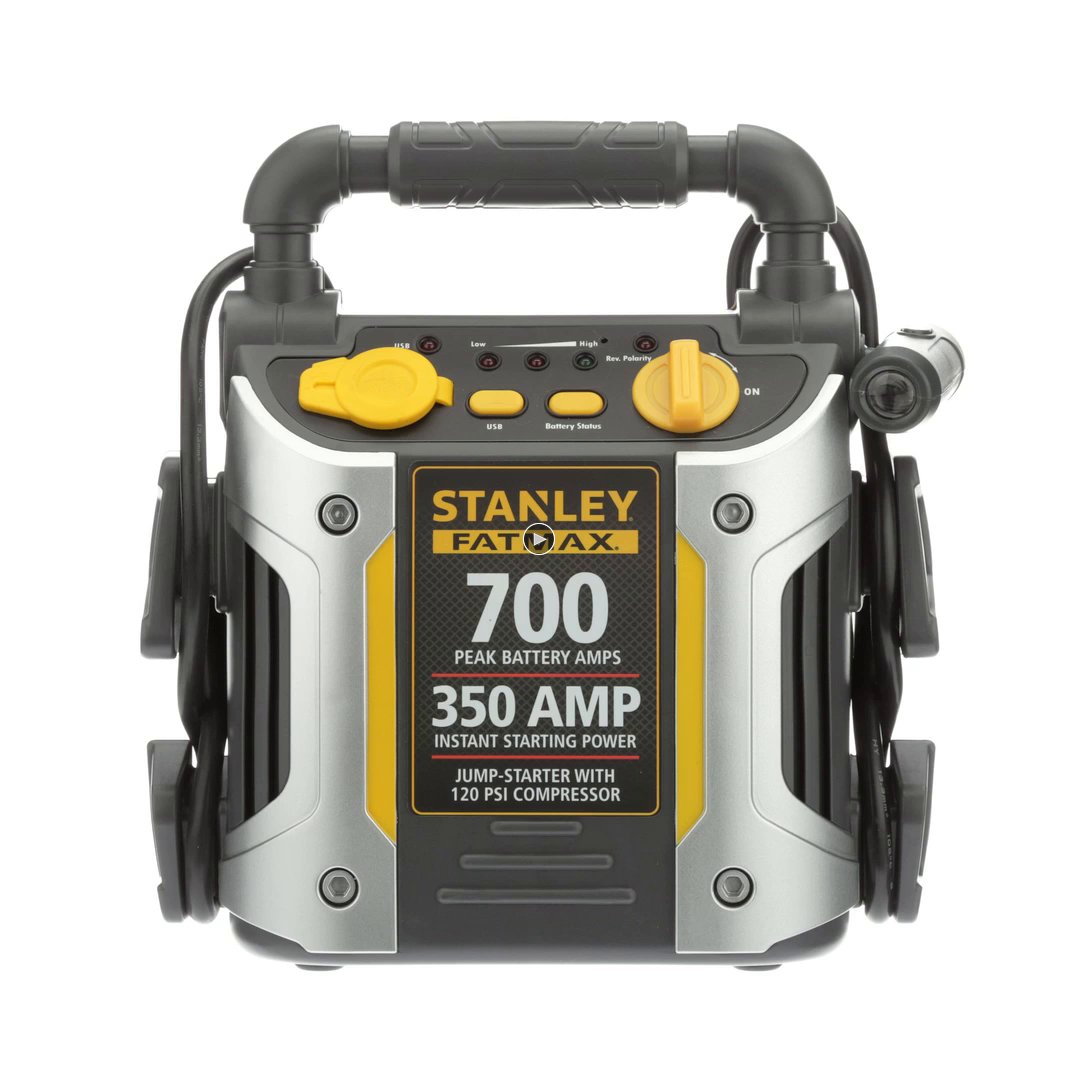 USB
Low
High
Rev. Polarity
ON
USB
Battery Status
STANLEY®
FATMAX®
700
PEAK BATTERY AMPS
350 AMP
INSTANT STARTING POWER
JUMP-STARTER WITH
120 PSI COMPRESSOR